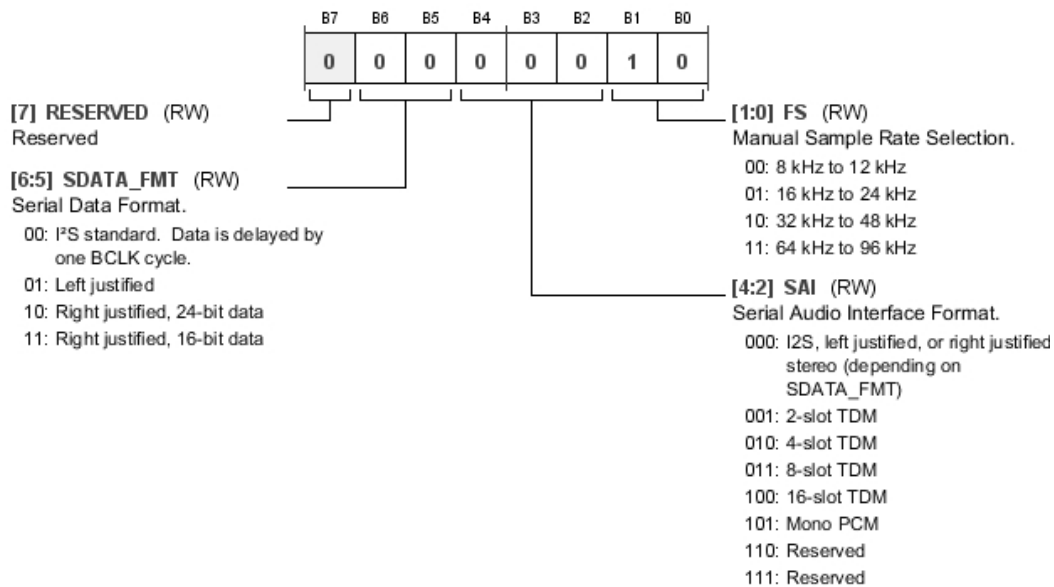 B7 B6 B5 B4 B3 B2 B1 B0
0 0 0 0 0 0 1 0
[7] RESERVED (RW)
Reserved
[6:5] SDATA_FMT (RW)
Serial Data Format.
00: I²S standard. Data is delayed by
one BCLK cycle.
01: Left justified
10: Right justified, 24-bit data
11: Right justified, 16-bit data
[1:0] FS (RW)
Manual Sample Rate Selection.
00: 8 kHz to 12 kHz
01: 16 kHz to 24 kHz
10: 32 kHz to 48 kHz
11: 64 kHz to 96 kHz
[4:2] SAI (RW)
Serial Audio Interface Format.
000: I2S, left justified, or right justified
stereo (depending on
SDATA_FMT)
001: 2-slot TDM
010: 4-slot TDM
011: 8-slot TDM
100: 16-slot TDM
101: Mono PCM
110: Reserved
111: Reserved